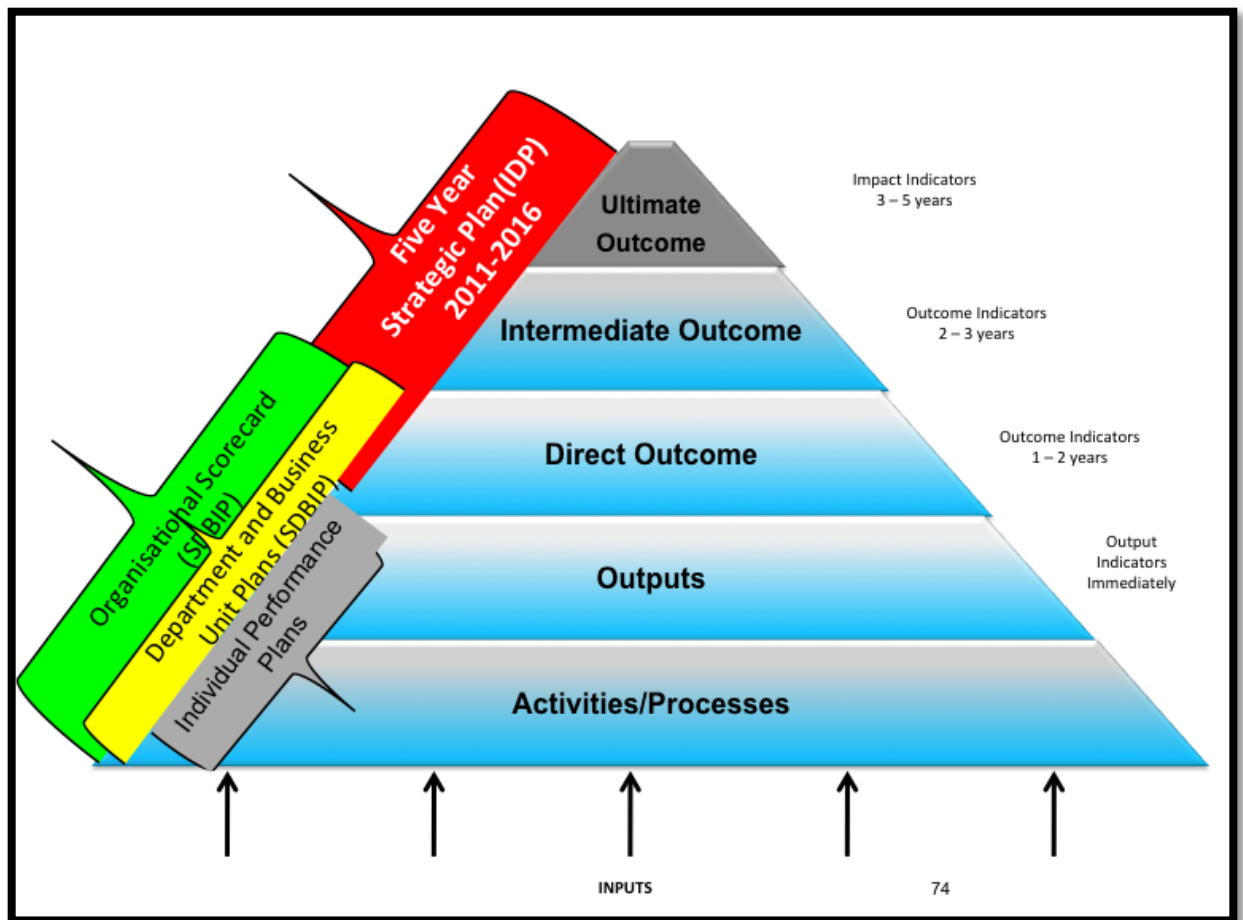 Five Year
Strategic Plan(IDP)
2011-2016
Organisational Scorecard
(SDBIP)
Department and Business
Unit Plans (SDBIP)
Individual Performance
Plans
Ultimate
Outcome
Intermediate Outcome
Direct Outcome
Outputs
Activities/Processes
Impact Indicators
3 – 5 years
Outcome Indicators
2 – 3 years
Outcome Indicators
1 – 2 years
Output
Indicators
Immediately
INPUTS
74